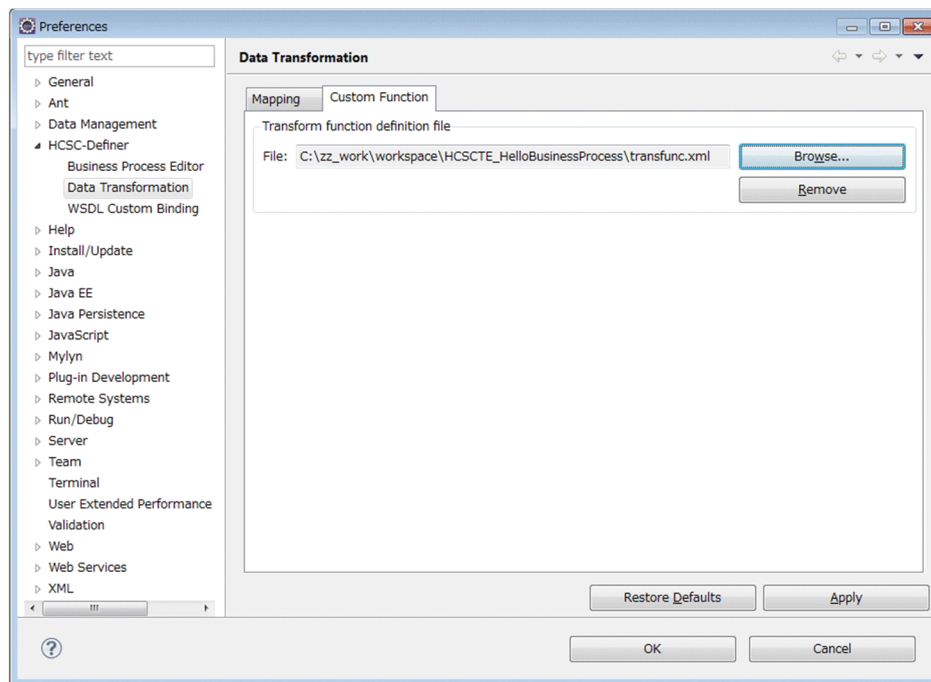 Preferences
type filter text
General
Ant
Data Management
HCSC-Definer
Business Process Editor
Data Transformation
WSDL Custom Binding
Help
Install/Update
Java
Java EE
Java Persistence
JavaScript
Mylyn
Plug-in Development
Remote Systems
Run/Debug
Server
Team
Terminal
User Extended Performance
Validation
Web
Web Services
XML
Data Transformation
Mapping Custom Function
Transform function definition file
File: C:\zz_work\workspace\HCSCTE_HelloBusinessProcess\transfunc.xml Browse...
Remove
Restore Defaults Apply
? OK Cancel